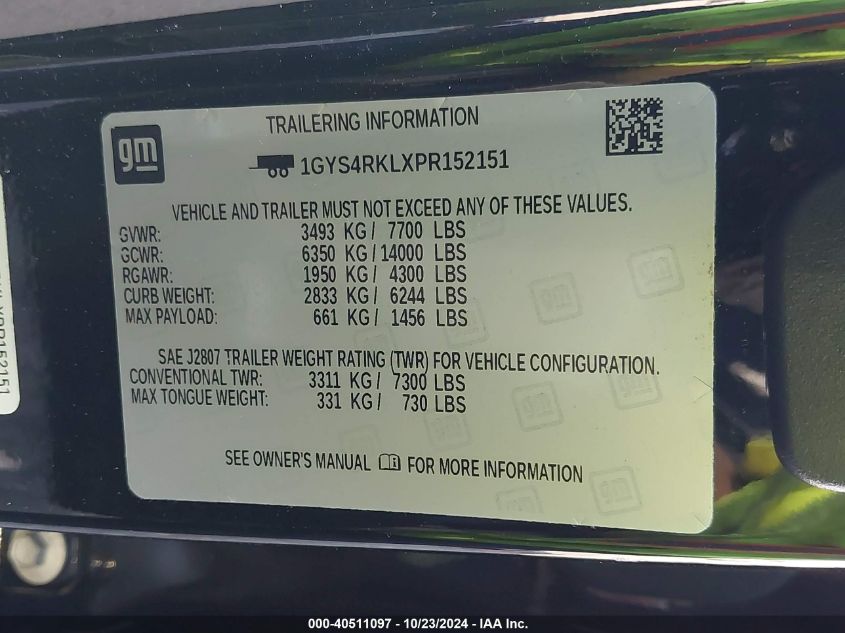 gm
TRAILERING INFORMATION
1GYS4RKLXPR152151
VEHICLE AND TRAILER MUST NOT EXCEED ANY OF THESE VALUES.
GVWR: 3493 KG / 7700 LBS
GCWR: 6350 KG / 14000 LBS
RGAWR: 1950 KG / 4300 LBS
CURB WEIGHT: 2833 KG / 6244 LBS
MAX PAYLOAD: 661 KG / 1456 LBS
SAE J2807 TRAILER WEIGHT RATING (TWR) FOR VEHICLE CONFIGURATION.
CONVENTIONAL TWR: 3311 KG / 7300 LBS
MAX TONGUE WEIGHT: 331 KG / 730 LBS
SEE OWNER'S MANUAL FOR MORE INFORMATION
000-40511097 - 10/23/2024 - IAA Inc.